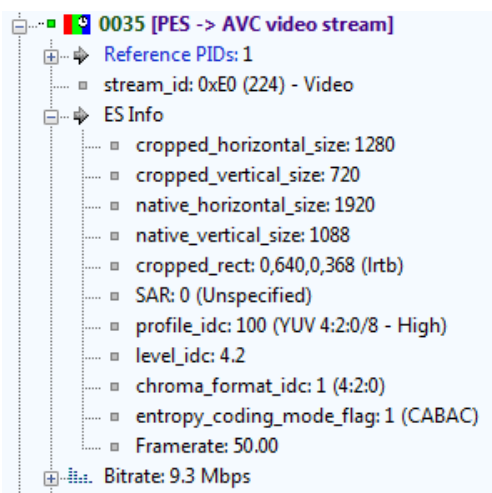 0035 [PES -> AVC video stream]
Reference PIDs: 1
stream_id: 0xE0 (224) - Video
ES Info
cropped_horizontal_size: 1280
cropped_vertical_size: 720
native_horizontal_size: 1920
native_vertical_size: 1088
cropped_rect: 0,640,0,368 (lrtb)
SAR: 0 (Unspecified)
profile_idc: 100 (YUV 4:2:0/8 - High)
level_idc: 4.2
chroma_format_idc: 1 (4:2:0)
entropy_coding_mode_flag: 1 (CABAC)
Framerate: 50.00
Bitrate: 9.3 Mbps